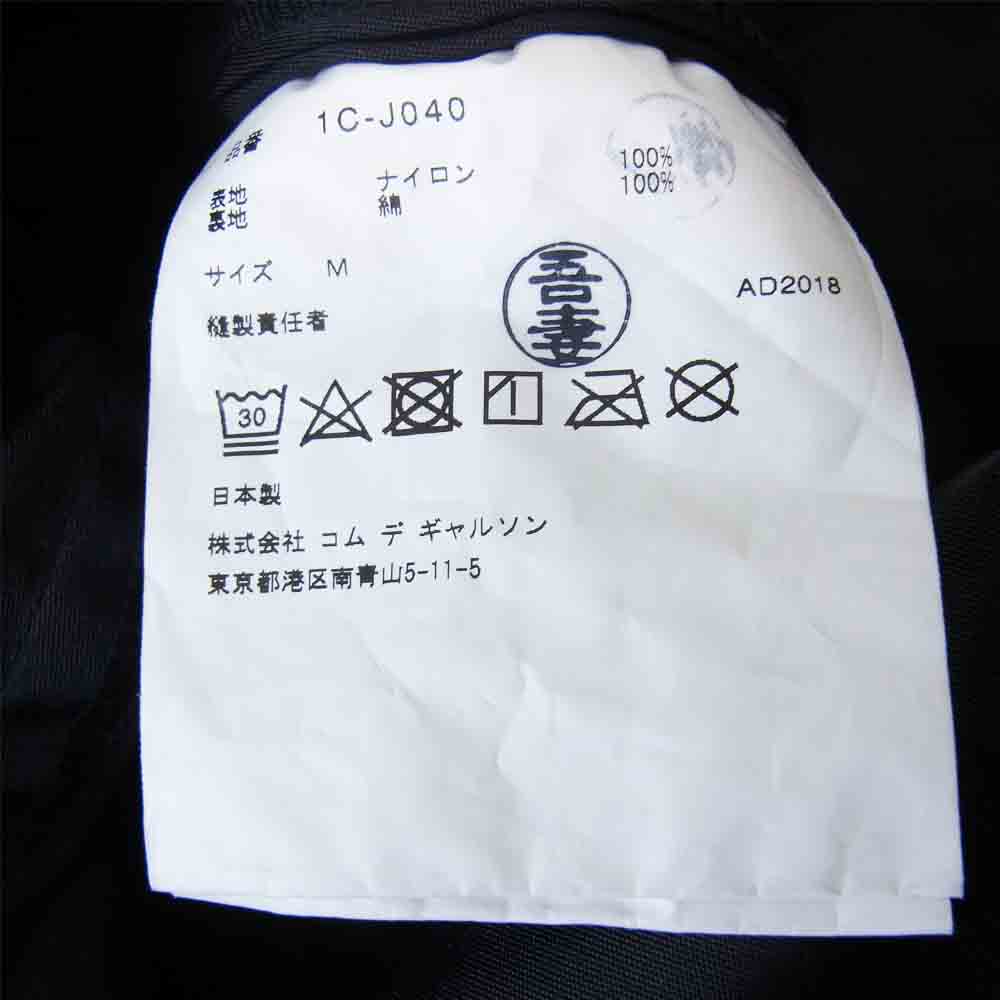 品番 1C-J040
表地 ナイロン 100%
裏地 綿 100%
サイズ M
吾妻
AD2018
縫製責任者
30
日本製
株式会社 コム デ ギャルソン
東京都港区南青山5-11-5